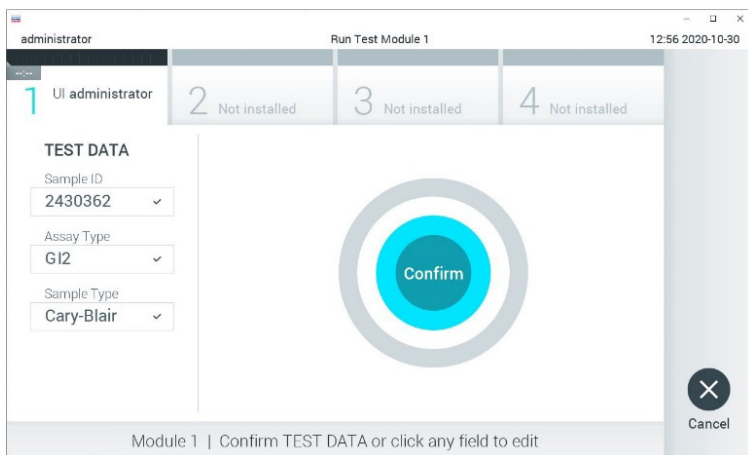 administrator
Run Test Module 1
12:56 2020-10-30
--:--
1 UI administrator
2 Not installed
3 Not installed
4 Not installed
TEST DATA
Sample ID
2430362
Assay Type
GI2
Sample Type
Cary-Blair
Confirm
Cancel
Module 1 | Confirm TEST DATA or click any field to edit